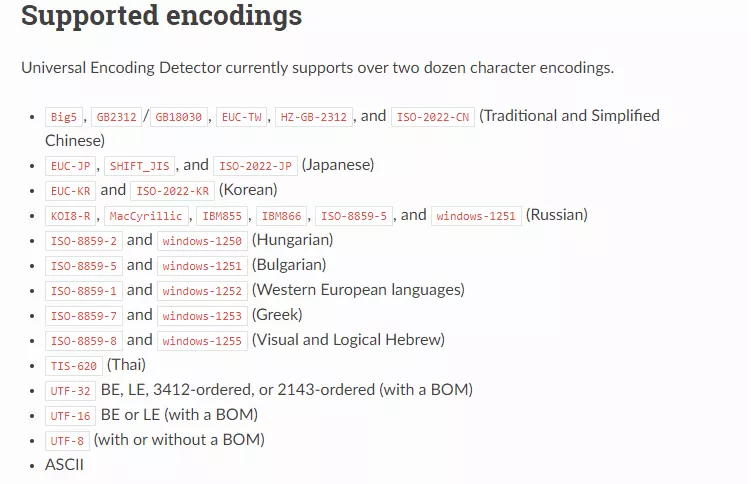 Supported encodings
Universal Encoding Detector currently supports over two dozen character encodings.
• Big5, GB2312/GB18030, EUC-TW, HZ-GB-2312, and ISO-2022-CN (Traditional and Simplified
Chinese)
• EUC-JP, SHIFT_JIS, and ISO-2022-JP (Japanese)
• EUC-KR and ISO-2022-KR (Korean)
• KOI8-R, MacCyrillic, IBM855, IBM866, ISO-8859-5, and windows-1251 (Russian)
• ISO-8859-2 and windows-1250 (Hungarian)
• ISO-8859-5 and windows-1251 (Bulgarian)
• ISO-8859-1 and windows-1252 (Western European languages)
• ISO-8859-7 and windows-1253 (Greek)
• ISO-8859-8 and windows-1255 (Visual and Logical Hebrew)
• TIS-620 (Thai)
• UTF-32 BE, LE, 3412-ordered, or 2143-ordered (with a BOM)
• UTF-16 BE or LE (with a BOM)
• UTF-8 (with or without a BOM)
• ASCII